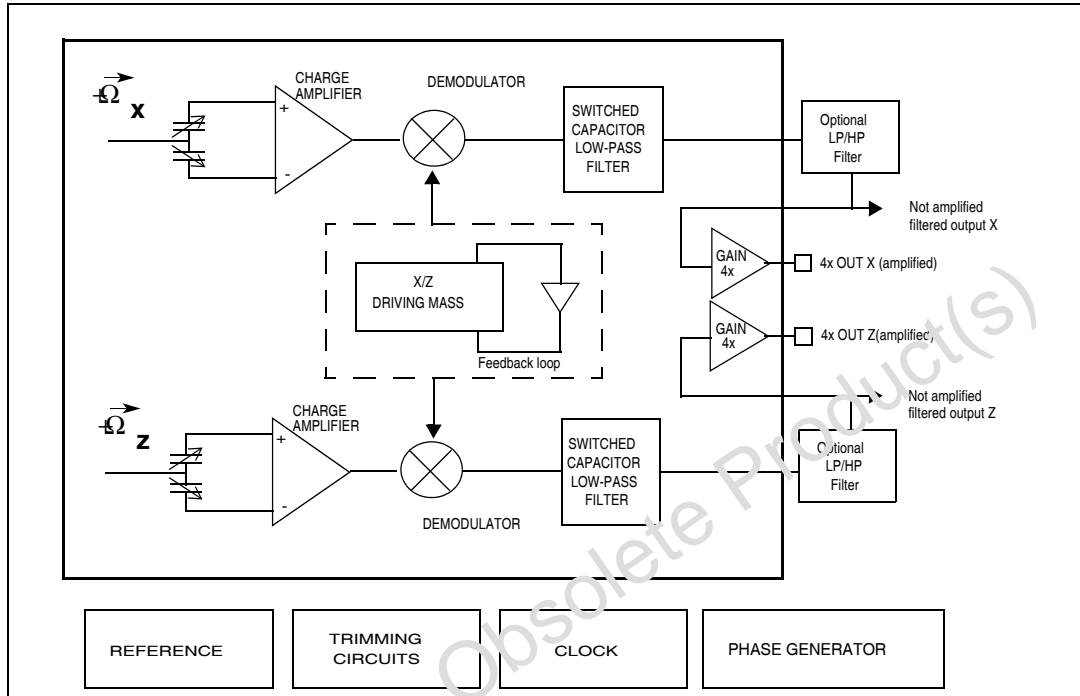 +Ω X
CHARGE
AMPLIFIER
+
-
DEMODULATOR
SWITCHED
CAPACITOR
LOW-PASS
FILTER
Optional
LP/HP
Filter
Not amplified
filtered output X
GAIN
4x
4x OUT X (amplified)
X/Z
DRIVING MASS
Feedback loop
GAIN
4x
4x OUT Z(amplified)
Not amplified
filtered output Z
+Ω Z
CHARGE
AMPLIFIER
+
-
DEMODULATOR
SWITCHED
CAPACITOR
LOW-PASS
FILTER
Optional
LP/HP
Filter
REFERENCE
TRIMMING
CIRCUITS
CLOCK
PHASE GENERATOR
Obsolete Product(s)